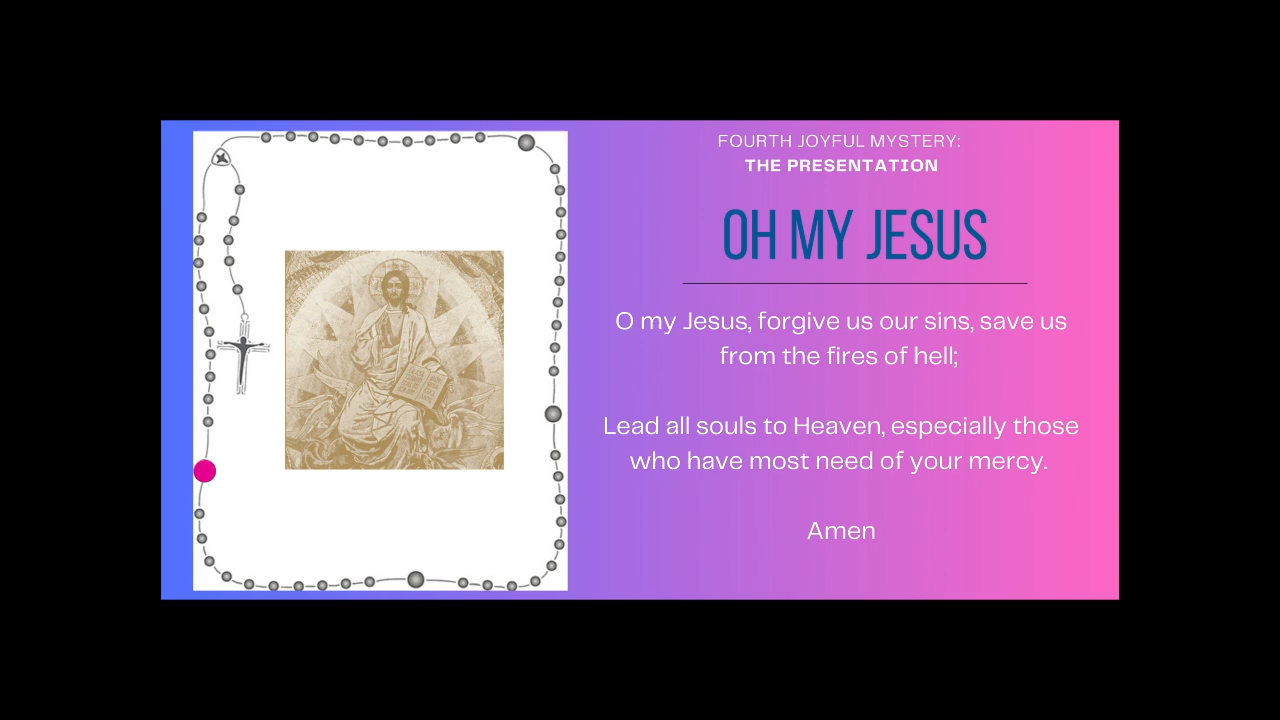 FOURTH JOYFUL MYSTERY:
THE PRESENTATION
OH MY JESUS
O my Jesus, forgive us our sins, save us
from the fires of hell;
Lead all souls to Heaven, especially those
who have most need of your mercy.
Amen